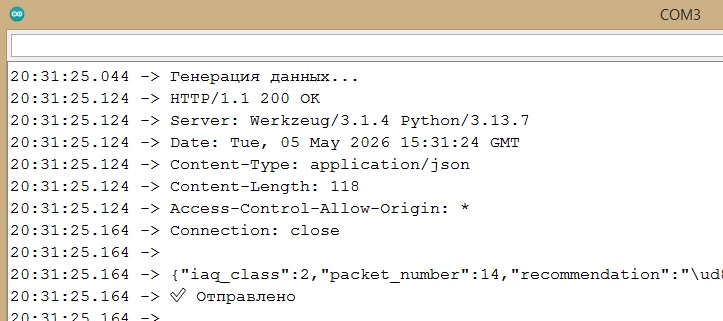 COM3
20:31:25.044 -> Генерация данных...
20:31:25.124 -> HTTP/1.1 200 OK
20:31:25.124 -> Server: Werkzeug/3.1.4 Python/3.13.7
20:31:25.124 -> Date: Tue, 05 May 2026 15:31:24 GMT
20:31:25.124 -> Content-Type: application/json
20:31:25.124 -> Content-Length: 118
20:31:25.124 -> Access-Control-Allow-Origin: *
20:31:25.164 -> Connection: close
20:31:25.164 ->
20:31:25.164 -> {"iaq_class":2,"packet_number":14,"recommendation":"\ud8
20:31:25.164 -> ✅ Отправлено
20:31:25.164 ->